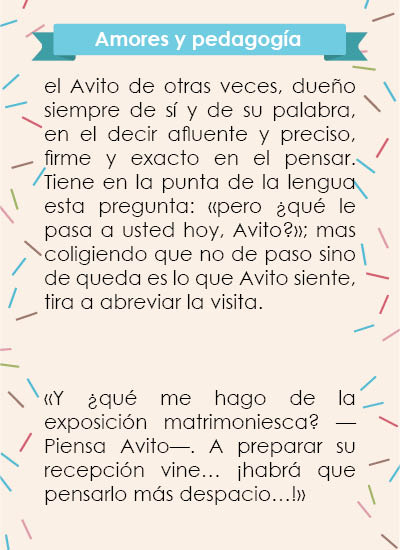 Amores y pedagogía
el Avito de otras veces, dueño
siempre de sí y de su palabra,
en el decir afluente y preciso,
firme y exacto en el pensar.
Tiene en la punta de la lengua
esta pregunta: «pero ¿qué le
pasa a usted hoy, Avito?»; mas
coligiendo que no de paso sino
de queda es lo que Avito siente,
tira a abreviar la visita.
«Y ¿qué me hago de la
exposición matrimoniesca? —
Piensa Avito—. A preparar su
recepción vine… ¡habrá que
pensarlo más despacio…!»